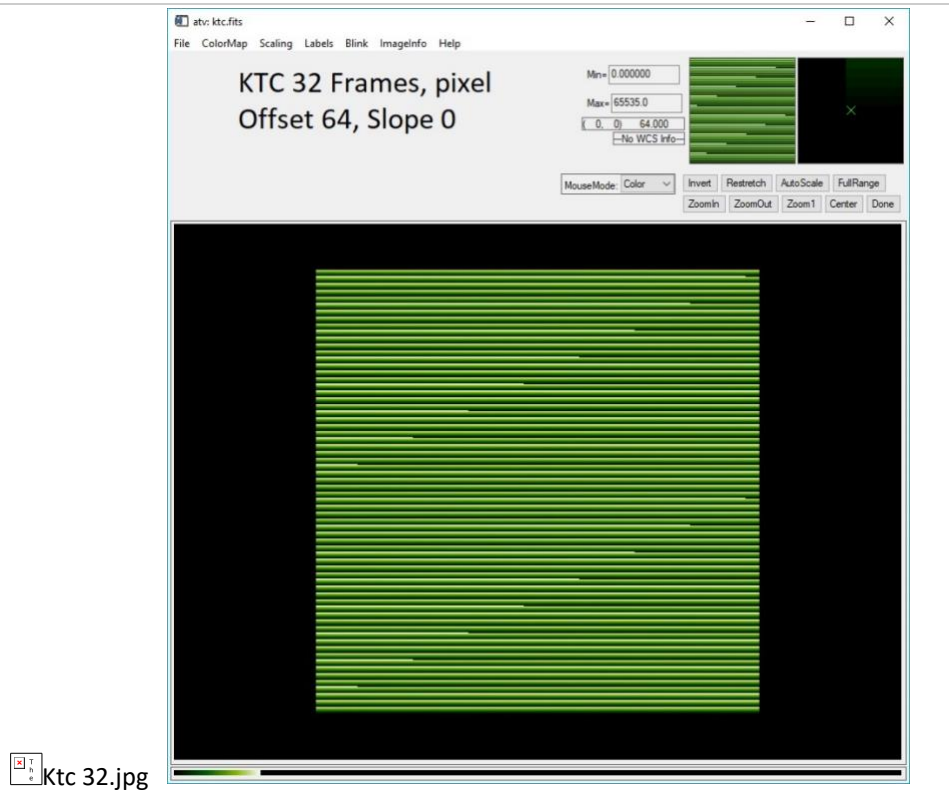 atv: ktc.fits
File ColorMap Scaling Labels Blink ImageInfo Help
KTC 32 Frames, pixel
Offset 64, Slope 0
Min= 0.000000
Max= 65535.0
( 0, 0) 64.000
No WCS Info
MouseMode: Color
Invert Restretch AutoScale FullRange
ZoomIn ZoomOut Zoom1 Center Done
The
Ktc 32.jpg